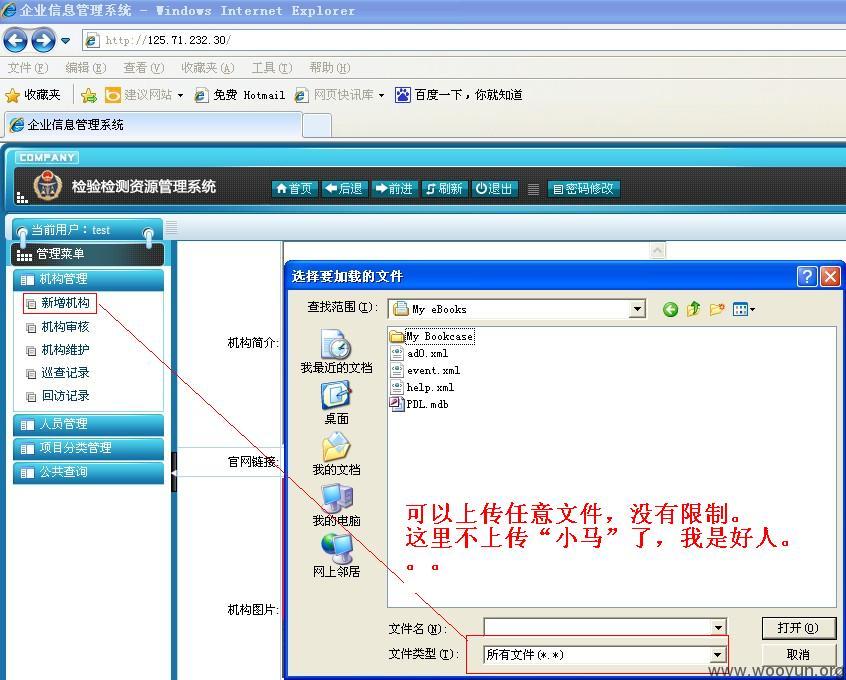 企业信息管理系统 - Windows Internet Explorer
http://125.71.232.30/
文件(F) 编辑(E) 查看(V) 收藏夹(A) 工具(T) 帮助(H)
收藏夹 建议网站 免费 Hotmail 网页快讯库 百度一下，你就知道
企业信息管理系统
COMPANY
检验检测资源管理系统 首页 后退 前进 刷新 退出 密码修改
当前用户：test
管理菜单
机构管理
新增机构
机构审核
机构维护
巡查记录
回访记录
人员管理
项目分类管理
公共查询
机构简介:
官网链接:
机构图片:
选择要加载的文件
查找范围(I): My eBooks
我最近的文档
桌面
我的文档
我的电脑
网上邻居
My Bookcase
ad0.xml
event.xml
help.xml
PDL.mdb
可以上传任意文件，没有限制。
这里不上传“小马”了，我是好人。
。。
文件名(N): 打开(O)
文件类型(T): 所有文件(*.*) 取消
www.wooyun.org